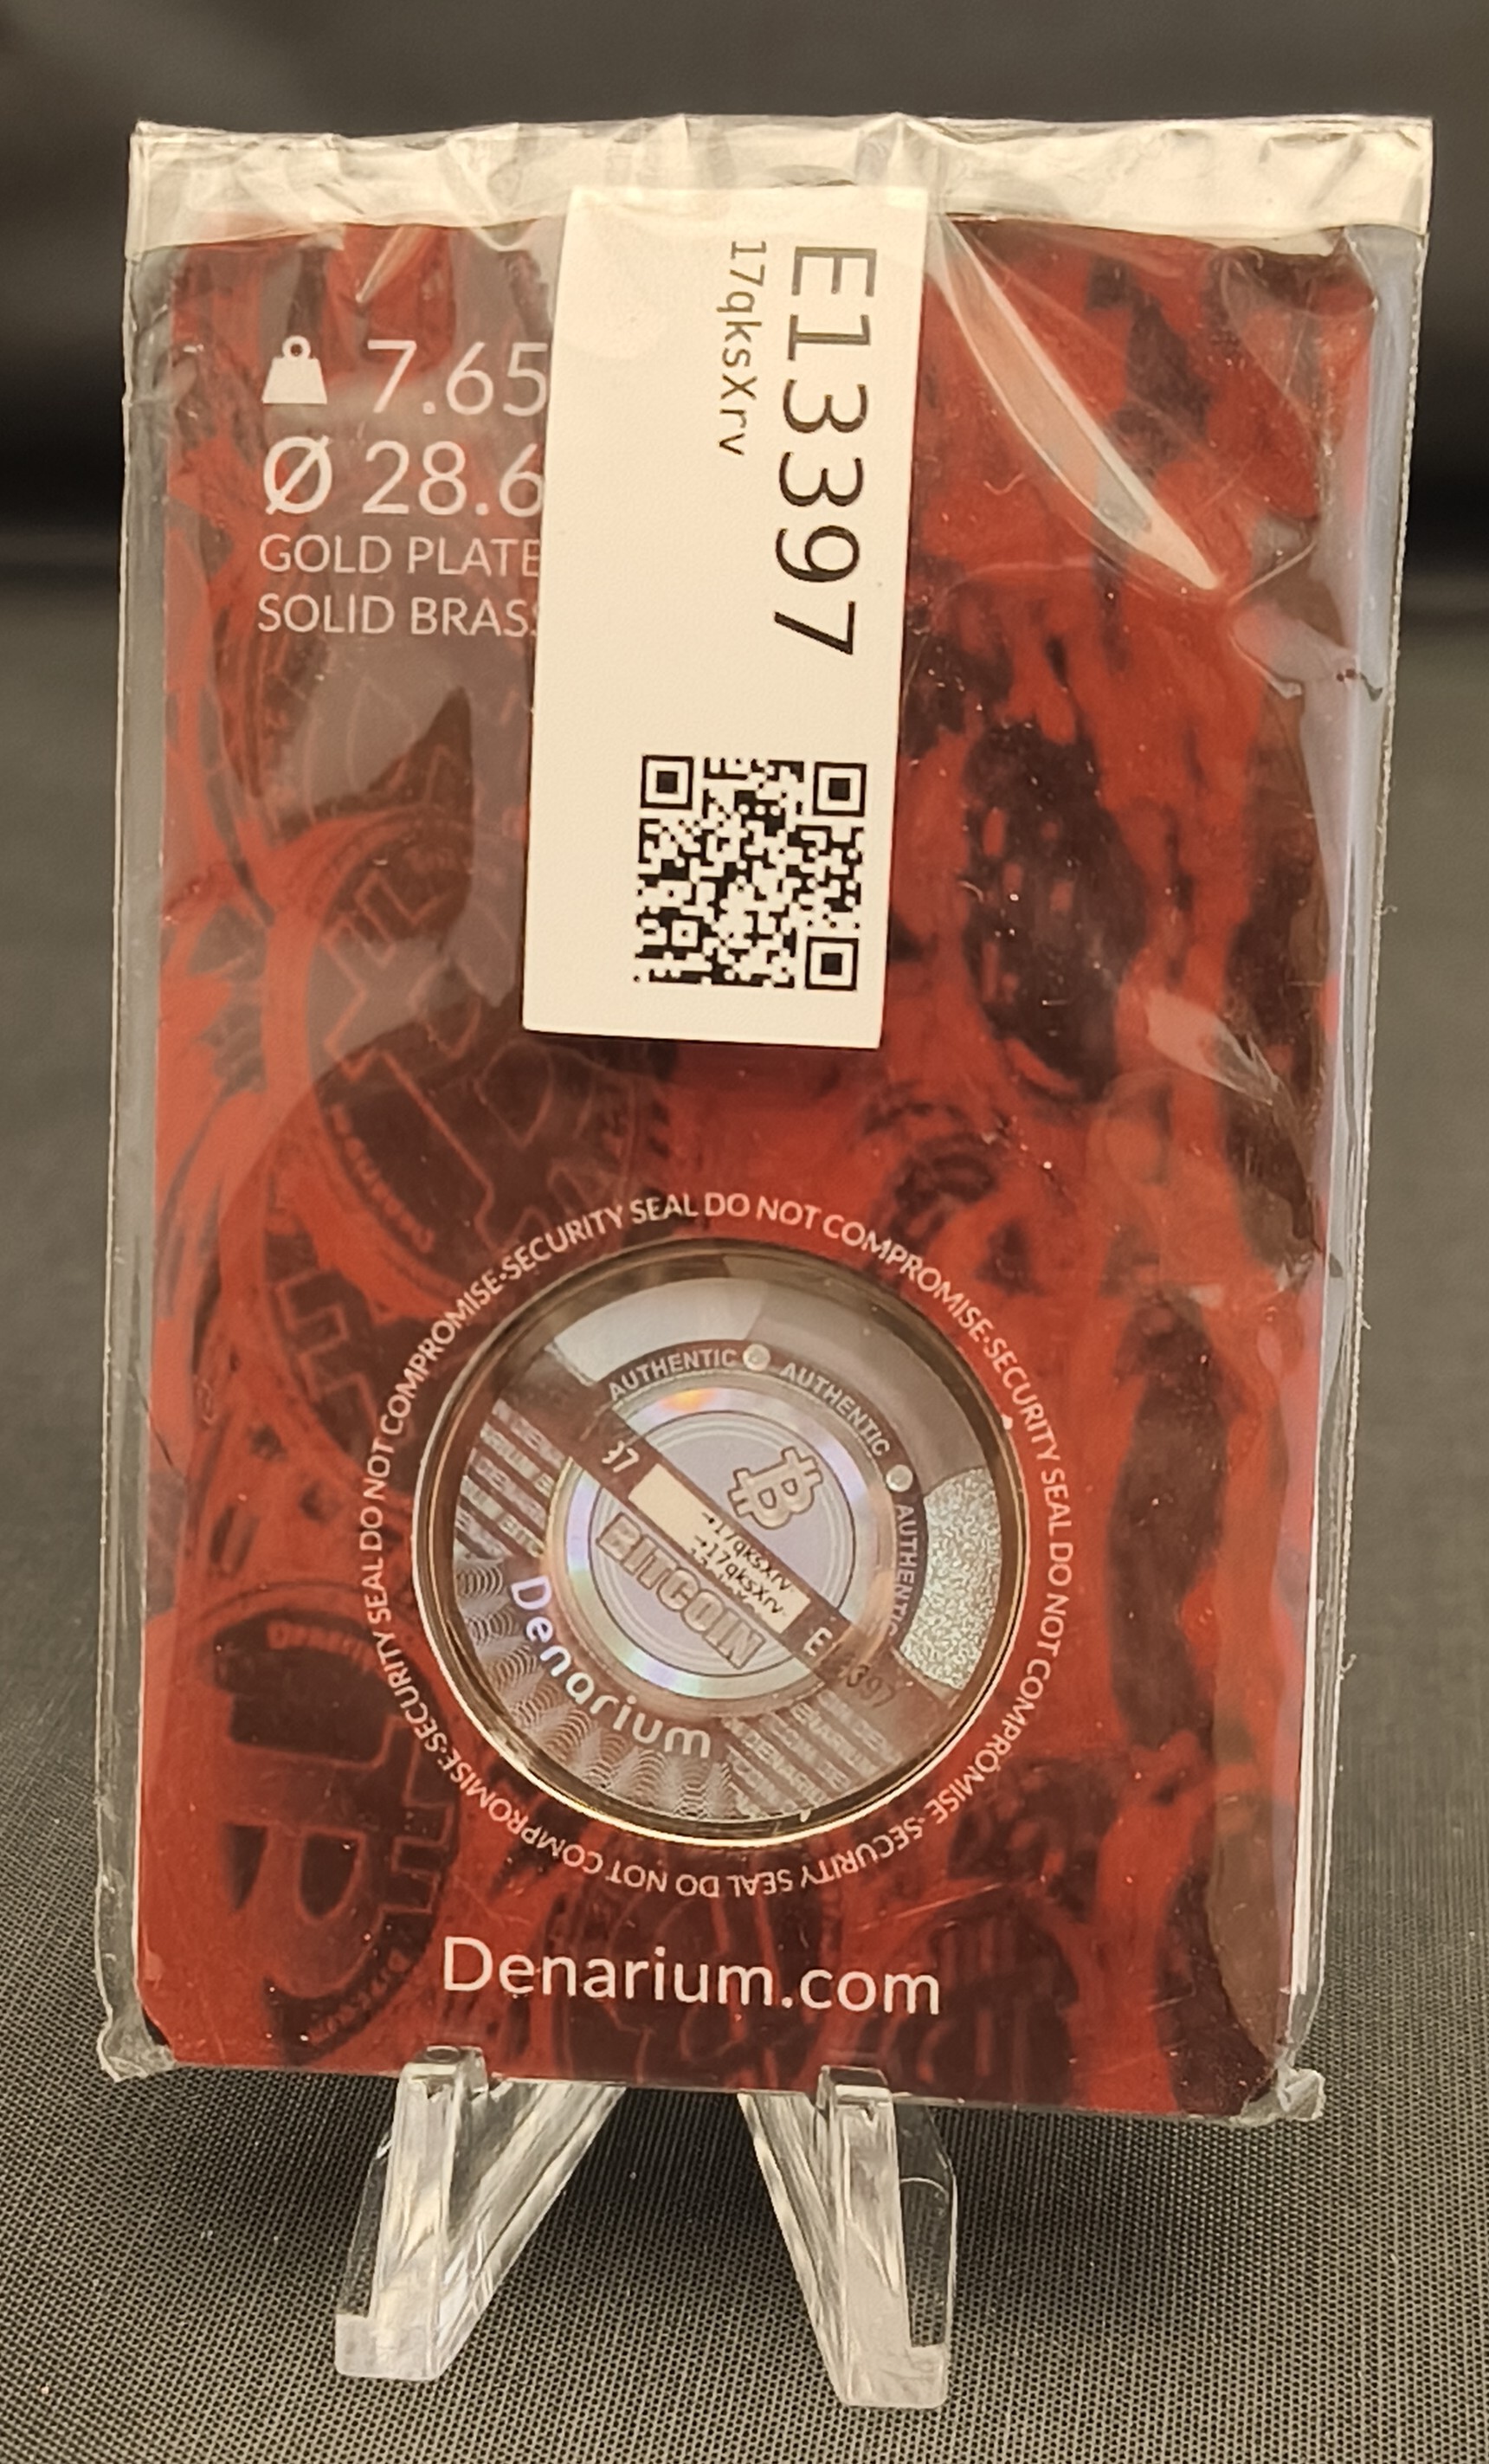 7.65
Ø 28.6
GOLD PLATE
SOLID BRASS
E13397
17qksXrv
SECURITY SEAL DO NOT COMPROMISE·SECURITY SEAL DO NOT COMPROMISE·SECURITY SEAL DO NOT COMPROMISE·SECURITY SEAL DO NOT COMPROMISE·
AUTHENTIC AUTHENTIC AUTHENTIC
B
17qksXrv
17qksXrv
E
BITCOIN
Denarium
Denarium.com